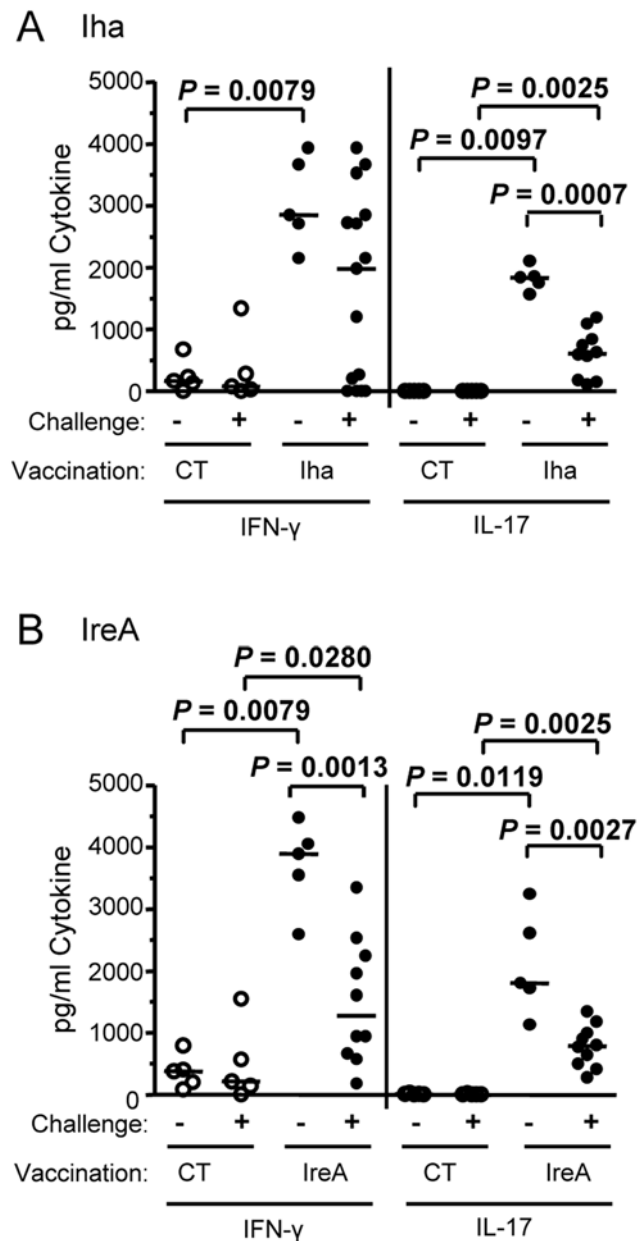 A Iha
P = 0.0079
P = 0.0025
P = 0.0097
P = 0.0007
pg/ml Cytokine
5000
4000
3000
2000
1000
0
Challenge: - + - + - + - +
Vaccination: CT Iha CT Iha
IFN-γ IL-17
B IreA
P = 0.0280
P = 0.0079
P = 0.0013
P = 0.0025
P = 0.0119
P = 0.0027
pg/ml Cytokine
5000
4000
3000
2000
1000
0
Challenge: - + - + - + - +
Vaccination: CT IreA CT IreA
IFN-γ IL-17